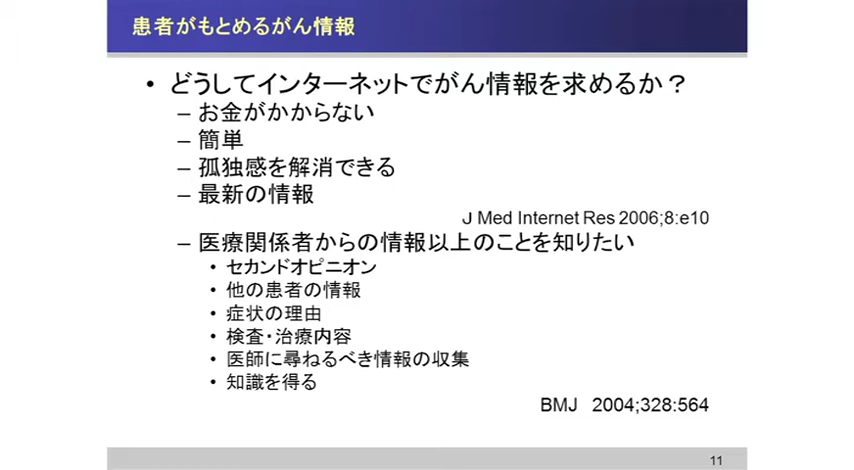 患者がもとめるがん情報
• どうしてインターネットでがん情報を求めるか？
– お金がかからない
– 簡単
– 孤独感を解消できる
– 最新の情報
J Med Internet Res 2006;8:e10
– 医療関係者からの情報以上のことを知りたい
• セカンドオピニオン
• 他の患者の情報
• 症状の理由
• 検査・治療内容
• 医師に尋ねるべき情報の収集
• 知識を得る
BMJ 2004;328:564
11